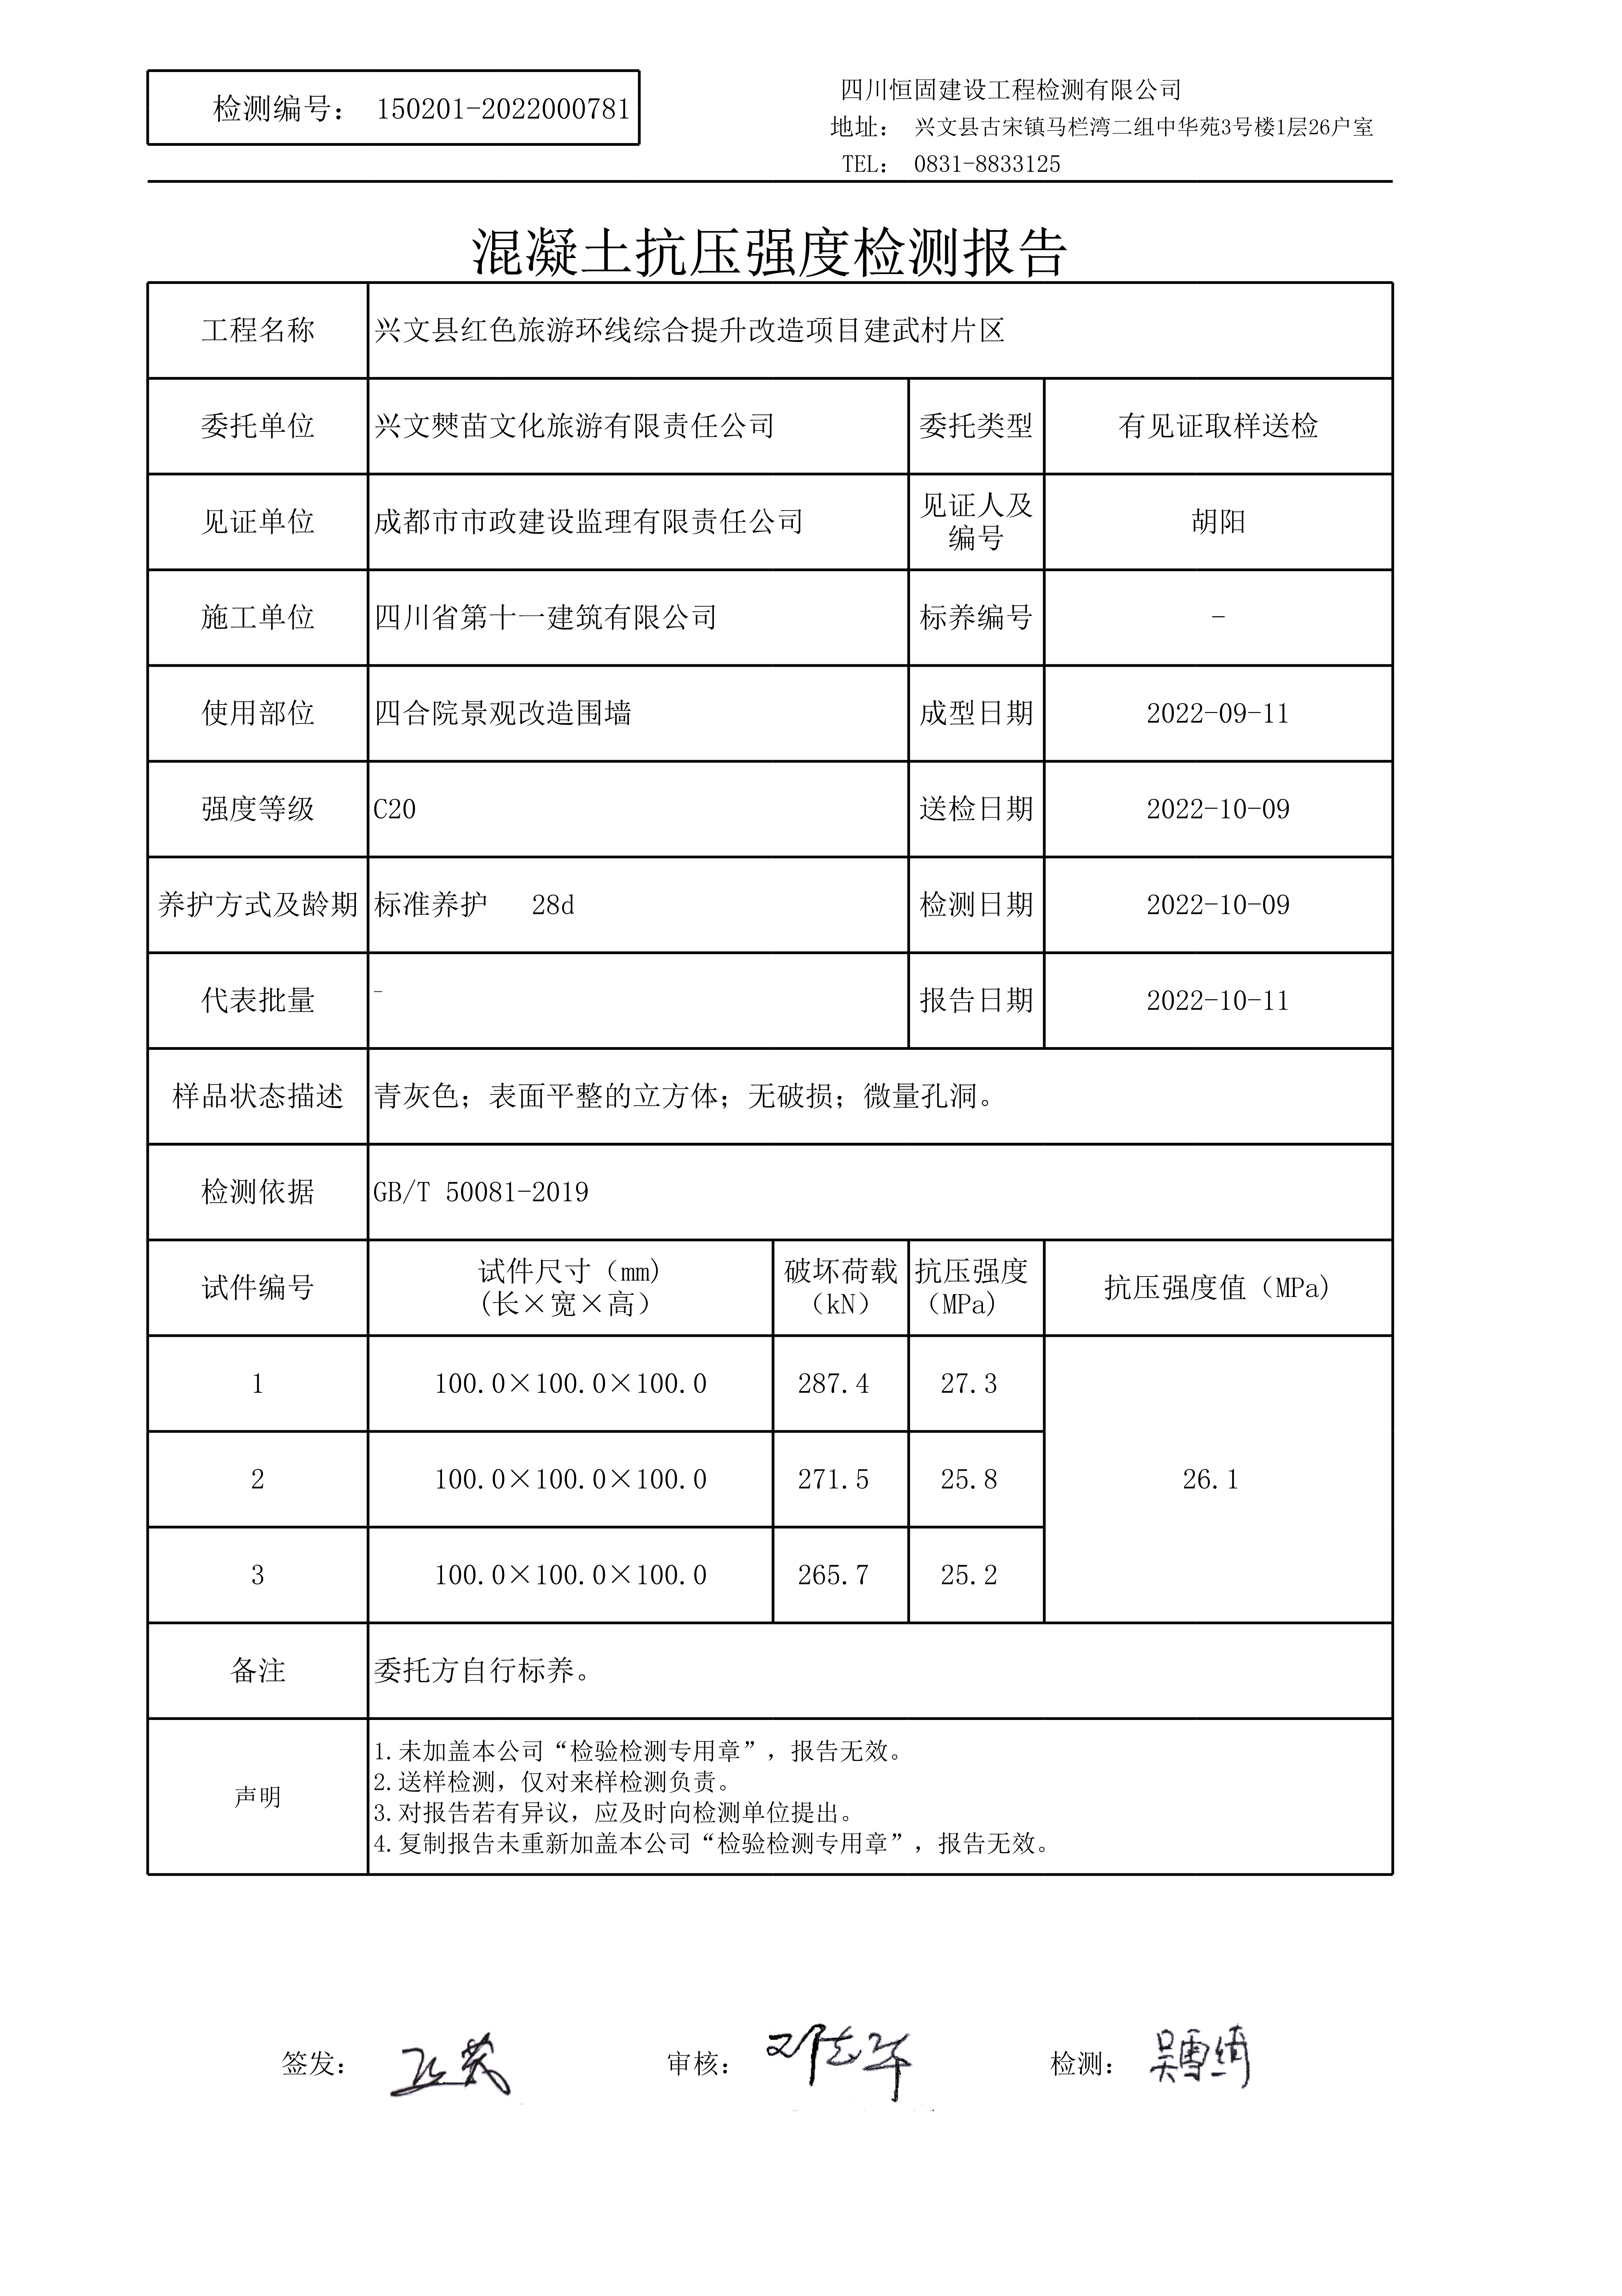 检测编号： 150201-2022000781
四川恒固建设工程检测有限公司
地址： 兴文县古宋镇马栏湾二组中华苑3号楼1层26户室
TEL： 0831-8833125
混凝土抗压强度检测报告
工程名称 兴文县红色旅游环线综合提升改造项目建武村片区
委托单位 兴文僰苗文化旅游有限责任公司 委托类型 有见证取样送检
见证单位 成都市市政建设监理有限责任公司 见证人及编号 胡阳
施工单位 四川省第十一建筑有限公司 标养编号 -
使用部位 四合院景观改造围墙 成型日期 2022-09-11
强度等级 C20 送检日期 2022-10-09
养护方式及龄期 标准养护 28d 检测日期 2022-10-09
代表批量 - 报告日期 2022-10-11
样品状态描述 青灰色；表面平整的立方体；无破损；微量孔洞。
检测依据 GB/T 50081-2019
试件编号 试件尺寸（mm)(长×宽×高） 破坏荷载（kN） 抗压强度（MPa) 抗压强度值（MPa)
1 100.0×100.0×100.0 287.4 27.3
2 100.0×100.0×100.0 271.5 25.8 26.1
3 100.0×100.0×100.0 265.7 25.2
备注 委托方自行标养。
声明
1.未加盖本公司“检验检测专用章”，报告无效。
2.送样检测，仅对来样检测负责。
3.对报告若有异议，应及时向检测单位提出。
4.复制报告未重新加盖本公司“检验检测专用章”，报告无效。
签发： 审核： 检测： 吴雪绮